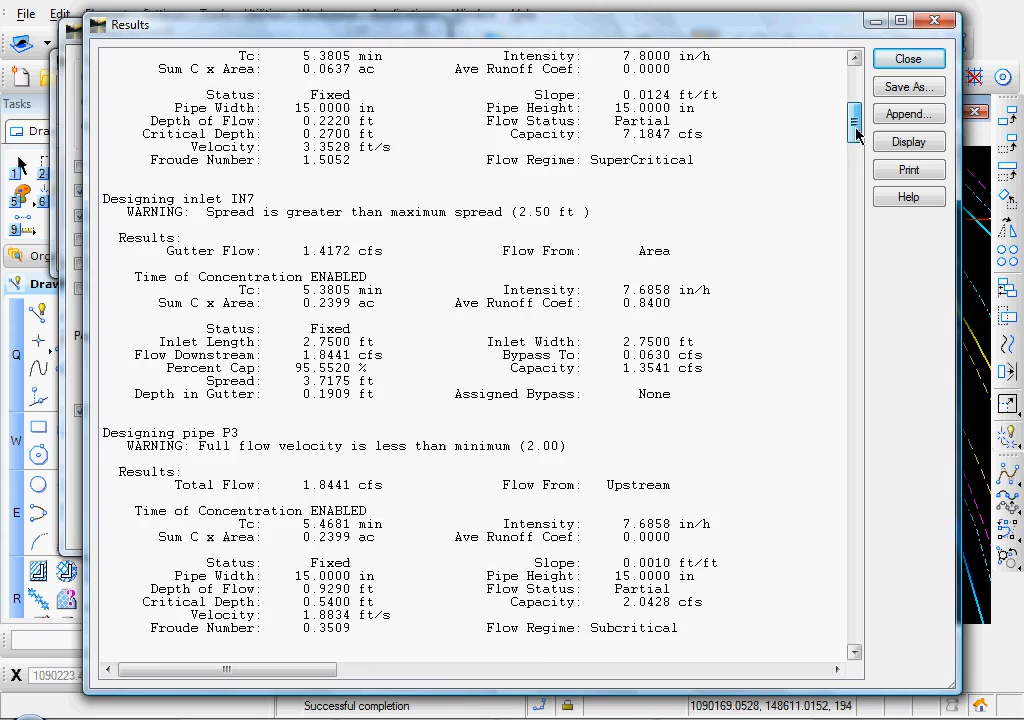 File Edit
Results
Tasks
Dra
1 2
5 6
9
Org
Draw
Q
W
E
R
Pe
Tc: 5.3805 min Intensity: 7.8000 in/h
Sum C x Area: 0.0637 ac Ave Runoff Coef: 0.0000
Status: Fixed Slope: 0.0124 ft/ft
Pipe Width: 15.0000 in Pipe Height: 15.0000 in
Depth of Flow: 0.2220 ft Flow Status: Partial
Critical Depth: 0.2700 ft Capacity: 7.1847 cfs
Velocity: 3.3528 ft/s
Froude Number: 1.5052 Flow Regime: SuperCritical
Designing inlet IN7
WARNING: Spread is greater than maximum spread (2.50 ft )
Results:
Gutter Flow: 1.4172 cfs Flow From: Area
Time of Concentration ENABLED
Tc: 5.3805 min Intensity: 7.6858 in/h
Sum C x Area: 0.2399 ac Ave Runoff Coef: 0.8400
Status: Fixed
Inlet Length: 2.7500 ft Inlet Width: 2.7500 ft
Flow Downstream: 1.8441 cfs Bypass To: 0.0630 cfs
Percent Cap: 95.5520 % Capacity: 1.3541 cfs
Spread: 3.7175 ft
Depth in Gutter: 0.1909 ft Assigned Bypass: None
Designing pipe P3
WARNING: Full flow velocity is less than minimum (2.00)
Results:
Total Flow: 1.8441 cfs Flow From: Upstream
Time of Concentration ENABLED
Tc: 5.4681 min Intensity: 7.6858 in/h
Sum C x Area: 0.2399 ac Ave Runoff Coef: 0.0000
Status: Fixed Slope: 0.0010 ft/ft
Pipe Width: 15.0000 in Pipe Height: 15.0000 in
Depth of Flow: 0.9290 ft Flow Status: Partial
Critical Depth: 0.5400 ft Capacity: 2.0428 cfs
Velocity: 1.8834 ft/s
Froude Number: 0.3509 Flow Regime: Subcritical
Close
Save As...
Append...
Display
Print
Help
X 1090223.4
Successful completion
1090169.0528, 148611.0152, 194